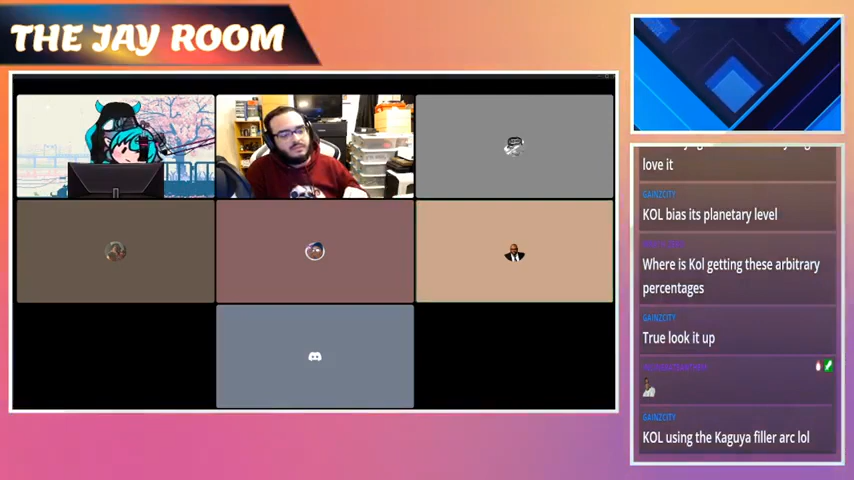 THE JAY ROOM
love it
GAINZCITY
KOL bias its planetary level
Where is Kol getting these arbitrary
percentages
GAINZCITY
True look it up
GAINZCITY
KOL using the Kaguya filler arc lol